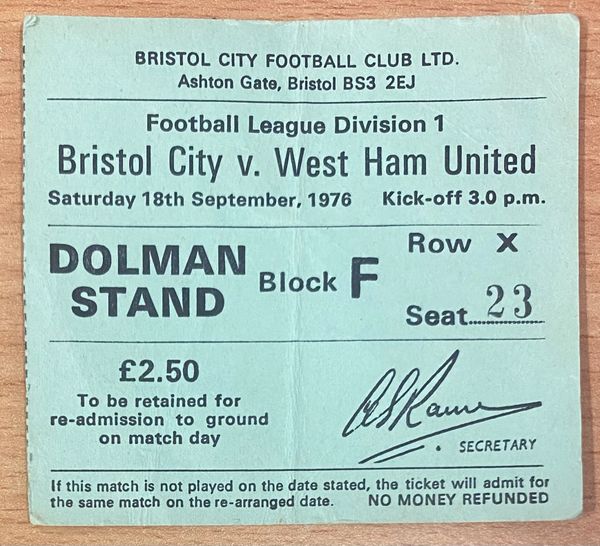 BRISTOL CITY FOOTBALL CLUB LTD.
Ashton Gate, Bristol BS3 2EJ
Football League Division 1
Bristol City v. West Ham United
Saturday 18th September, 1976 Kick-off 3.0 p.m.
DOLMAN STAND
Block F
Row X
Seat 23
£2.50
To be retained for
re-admission to ground
on match day
SECRETARY
If this match is not played on the date stated, the ticket will admit for
the same match on the re-arranged date. NO MONEY REFUNDED